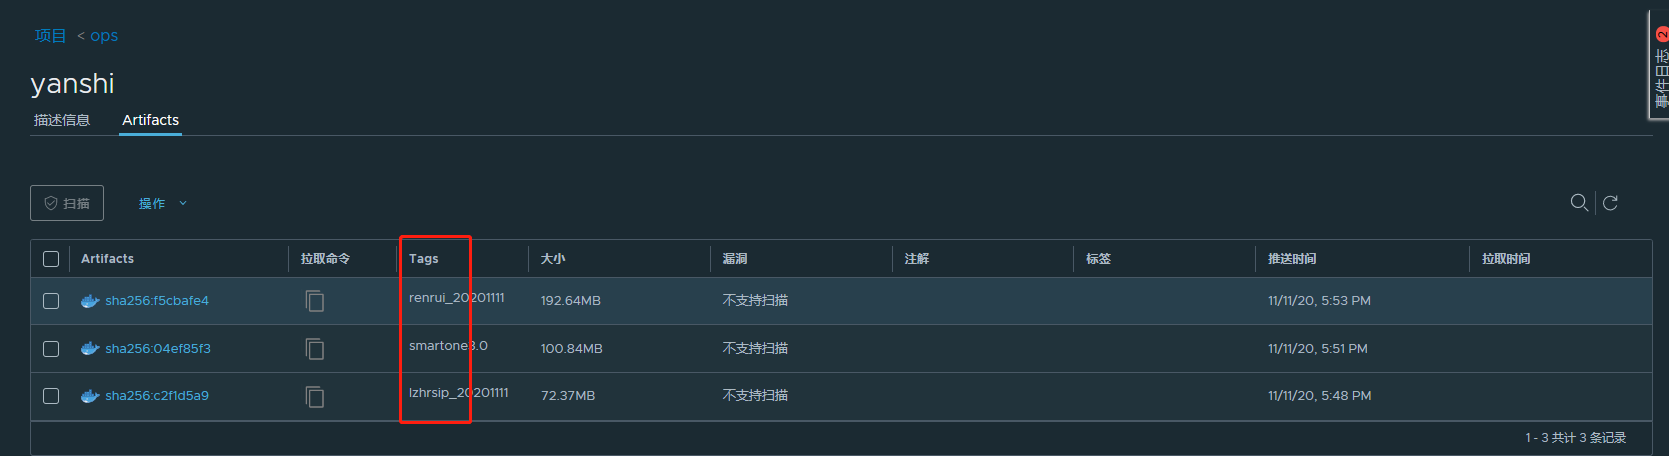 项目 < ops
yanshi
描述信息 Artifacts
扫描 操作
Artifacts 拉取命令 Tags 大小 漏洞 注解 标签 推送时间 拉取时间
sha256:f5cbafe4 renrui_20201111 192.64MB 不支持扫描 11/11/20, 5:53 PM
sha256:04ef85f3 smartone3.0 100.84MB 不支持扫描 11/11/20, 5:51 PM
sha256:c2f1d5a9 lzhrsip_20201111 72.37MB 不支持扫描 11/11/20, 5:48 PM
1 - 3 共计 3 条记录
事件日志 2